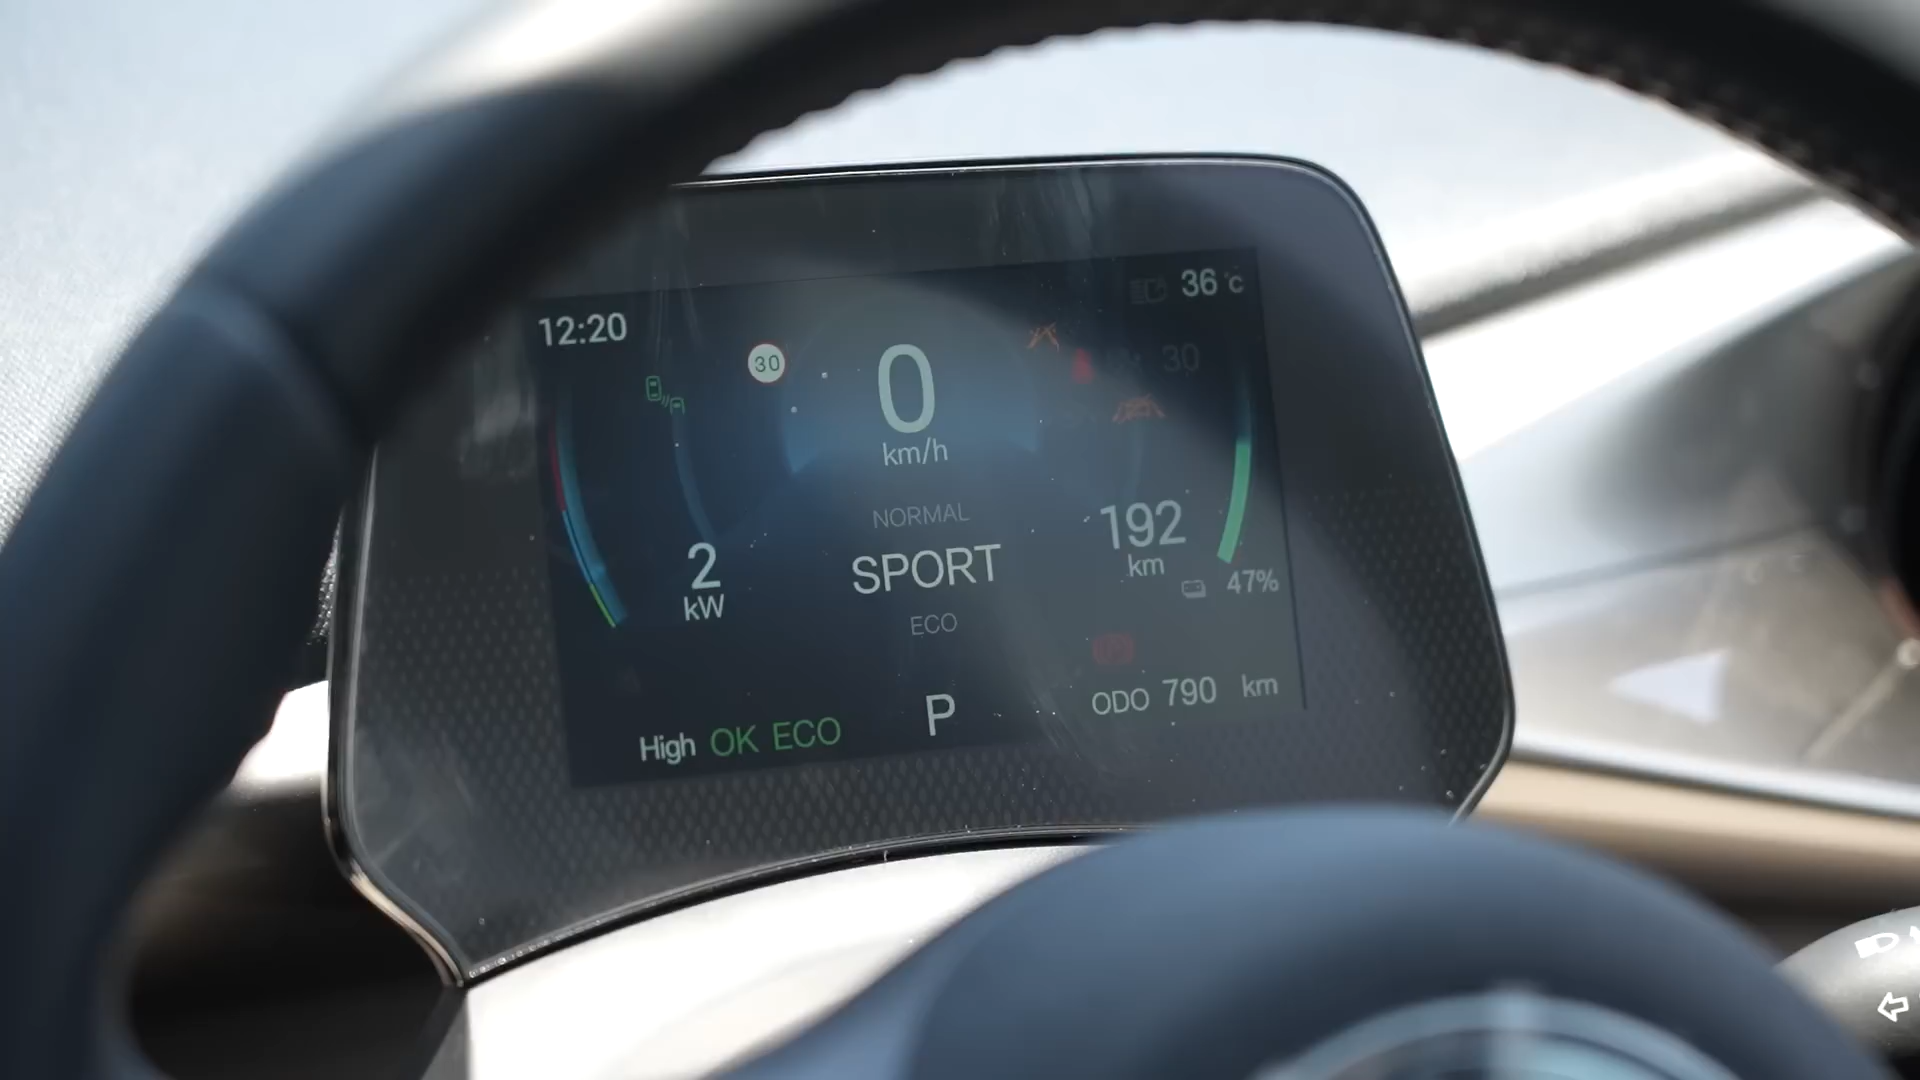 12:20
36 °C
30
0
30
km/h
NORMAL
192
SPORT
2
km
kW
47%
ECO
ODO 790 km
P
High OK ECO